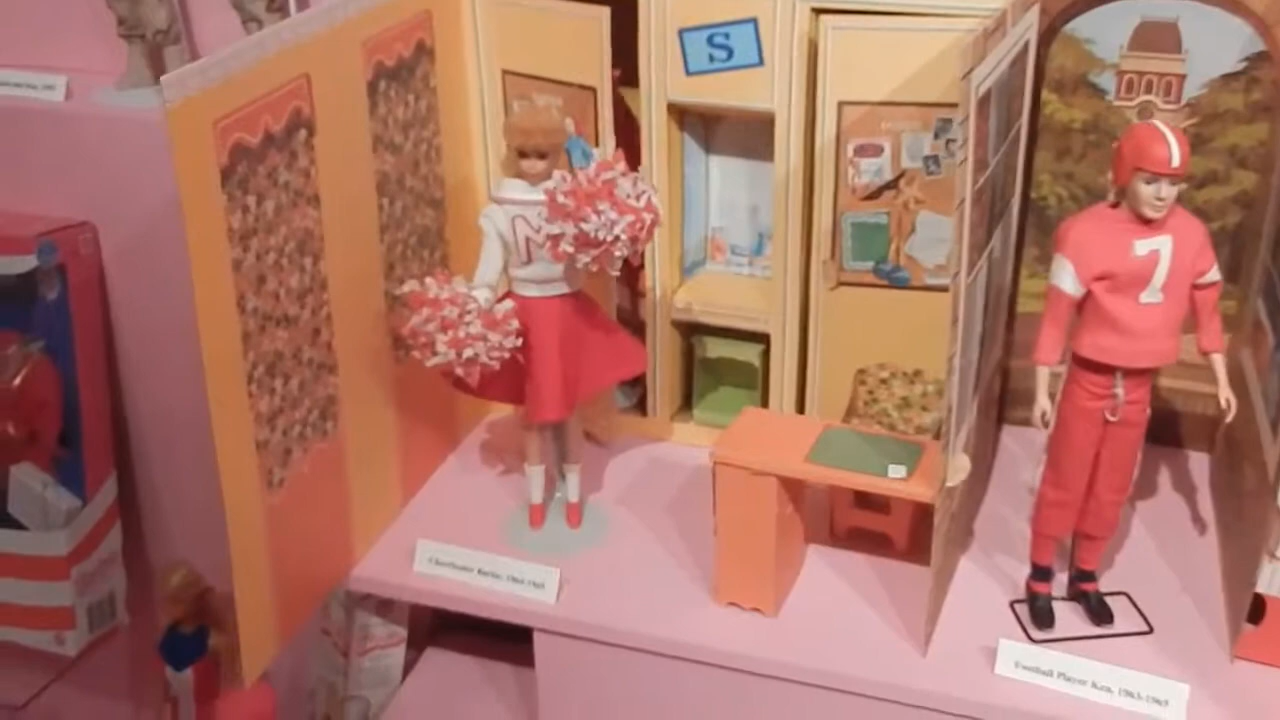 S
M
7
Cheerleader Barbie, 1964-1965
Football Player Ken, 1963-1965